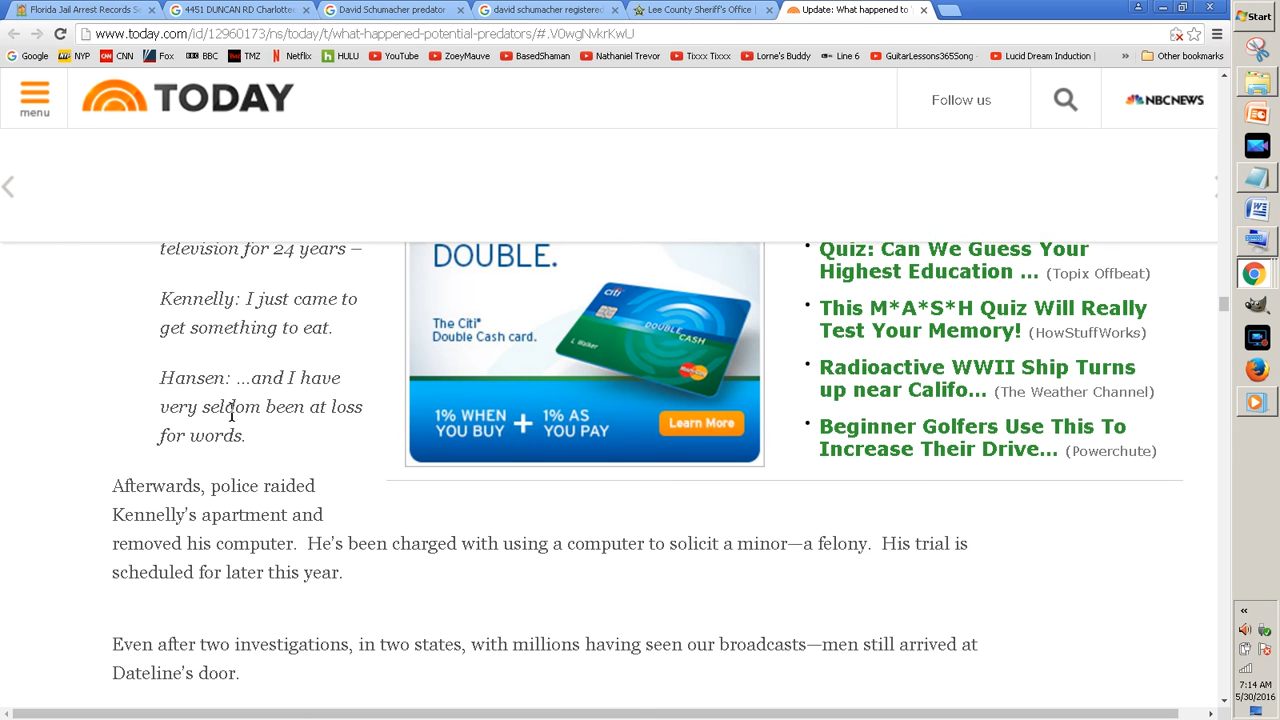 Florida Jail Arrest Records S
4451 DUNCAN RD Charlotte
David Schumacher predator
david schumacher registered
Lee County Sheriff's Office |
Update: What happened to '
Start
www.today.com/id/12960173/ns/today/t/what-happened-potential-predators/#.V0wgNvkrKwU
Google
NYP
CNN
Fox
BBC
TMZ
Netflix
HULU
YouTube
BasedShaman
ZoeyMauve
Nathaniel Trevor
Tixxx Tixxx
Lorne's Buddy
Line 6
GuitarLessons365Song
Lucid Dream Induction |
Other bookmarks
menu
TODAY
Follow us
NBCNEWS
television for 24 years –
Kennelly: I just came to
get something to eat.
Hansen: …and I have
very seldom been at loss
for words.
DOUBLE.
The Citi®
Double Cash card.
citi
DOUBLE CASH
L. Walker
MasterCard
1% WHEN
YOU BUY + 1% AS
YOU PAY
Learn More
Quiz: Can We Guess Your
Highest Education ... (Topix Offbeat)
This M*A*S*H Quiz Will Really
Test Your Memory! (HowStuffWorks)
Radioactive WWII Ship Turns
up near Califo... (The Weather Channel)
Beginner Golfers Use This To
Increase Their Drive... (Powerchute)
Afterwards, police raided
Kennelly's apartment and
removed his computer.  He's been charged with using a computer to solicit a minor—a felony.  His trial is
scheduled for later this year.
Even after two investigations, in two states, with millions having seen our broadcasts—men still arrived at
Dateline's door.
7:14 AM
5/30/2016